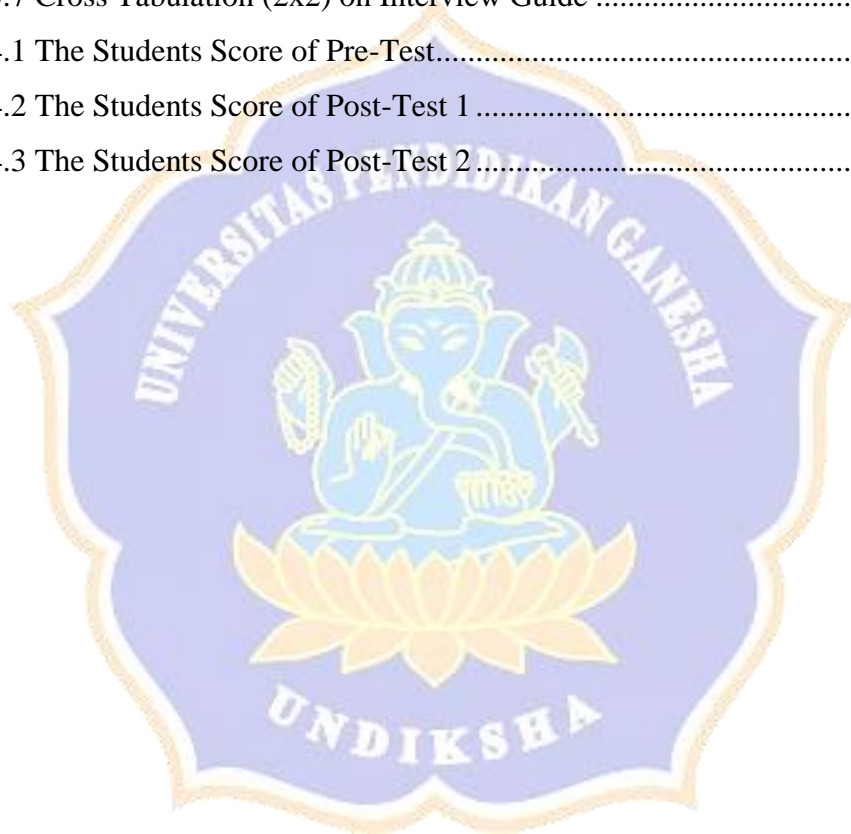 .7 Cross Tabulation (2x2) on Interview Guide ..............................
.1 The Students Score of Pre-Test..................................................
.2 The Students Score of Post-Test 1 .............................................
.3 The Students Score of Post-Test 2 .............................................
UNIVERSITAS PENDIDIKAN GANESHA
UNDIKSHA